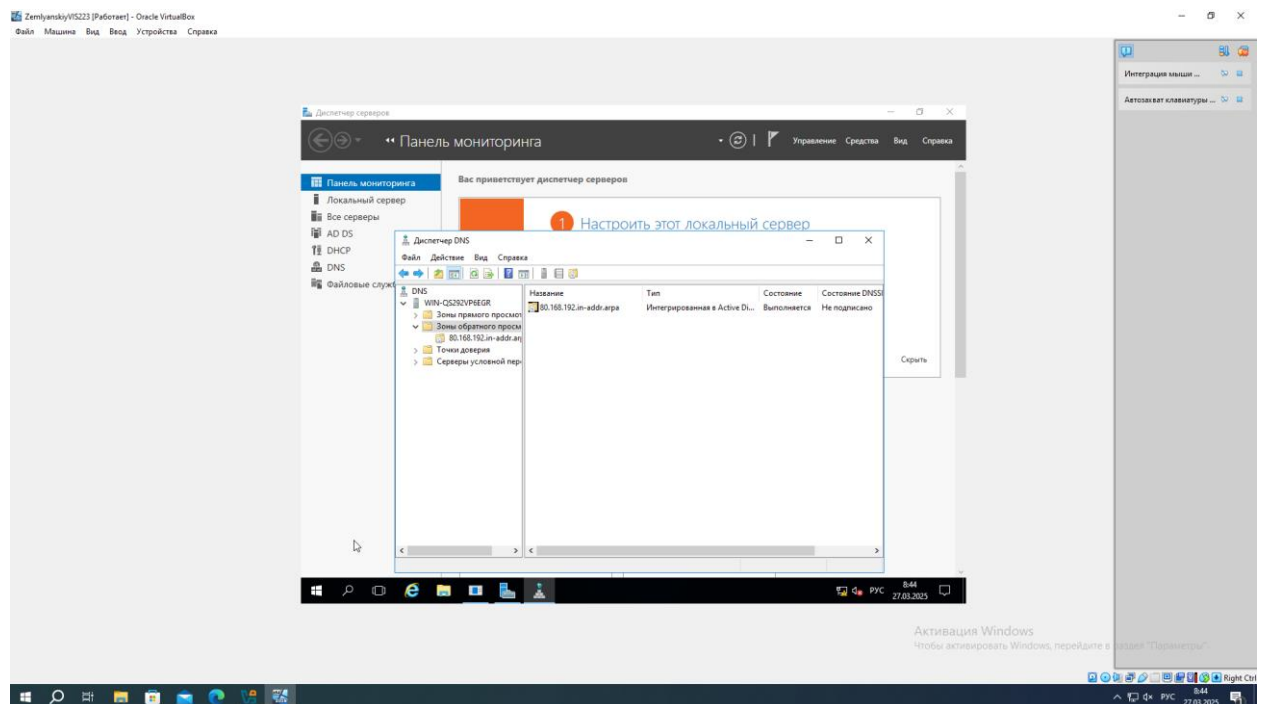 ZemlyanskiyVIS223 [Работает] - Oracle VirtualBox
Файл Машина Вид Ввод Устройства Справка
Интеграция мыши ...
Автозахват клавиатуры ...
Диспетчер серверов
Панель мониторинга
Управление Средства Вид Справка
Панель мониторинга
Локальный сервер
Все серверы
AD DS
DHCP
DNS
Файловые служ
Вас приветствует диспетчер серверов
1 Настроить этот локальный сервер
Скрыть
Диспетчер DNS
Файл Действие Вид Справка
DNS
WIN-QS292VP6EGR
Зоны прямого просмот
Зоны обратного просм
80.168.192.in-addr.arp
Точки доверия
Серверы условной пер
Название Тип Состояние Состояние DNSSE
80.168.192.in-addr.arpa Интегрированная в Active Di... Выполняется Не подписано
РУС 8:44
27.03.2025
Активация Windows
Чтобы активировать Windows, перейдите в раздел "Параметры".
Right Ctrl
РУС 8:44
27.03.2025